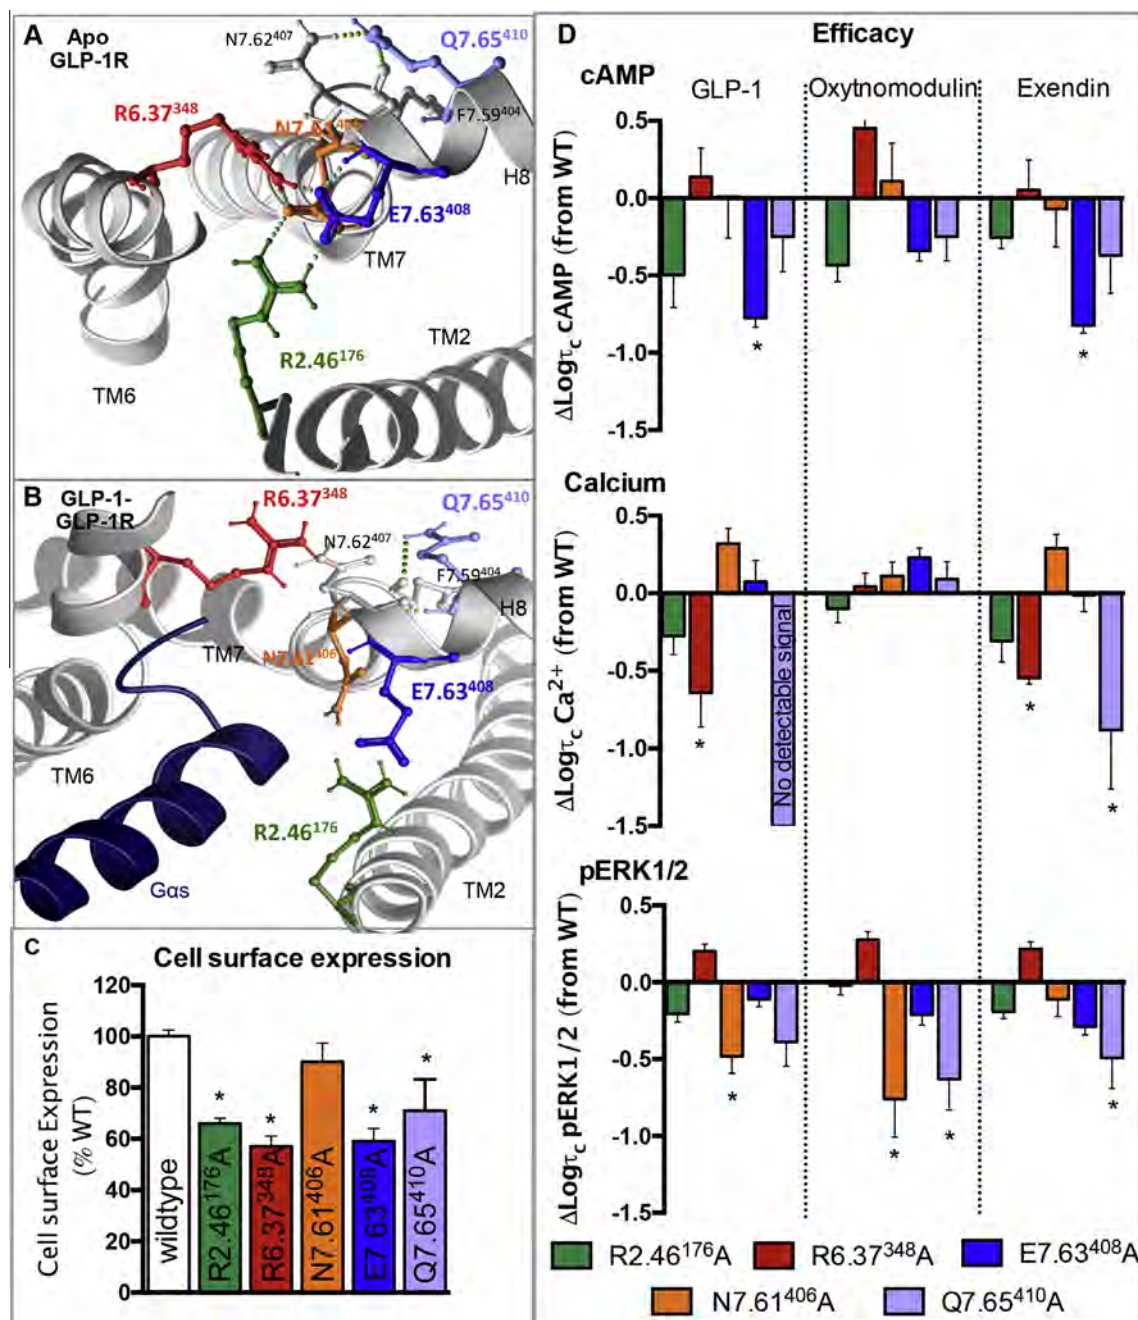 A
Apo
GLP-1R
N7.62⁴⁰⁷
Q7.65⁴¹⁰
R6.37³⁴⁸
N7.61⁴⁰⁶
F7.59⁴⁰⁴
H8
E7.63⁴⁰⁸
TM7
TM2
R2.46¹⁷⁶
TM6
B
GLP-1-
GLP-1R
R6.37³⁴⁸
Q7.65⁴¹⁰
N7.62⁴⁰⁷
F7.59⁴⁰⁴
H8
TM7
N7.61⁴⁰⁶
E7.63⁴⁰⁸
TM6
R2.46¹⁷⁶
Gαs
TM2
C
Cell surface expression
Cell surface Expression
(% WT)
120
100
80
60
40
20
0
wildtype
R2.46¹⁷⁶A
R6.37³⁴⁸A
N7.61⁴⁰⁶A
E7.63⁴⁰⁸A
Q7.65⁴¹⁰A
*
*
*
*
D
Efficacy
cAMP
GLP-1
Oxytnomodulin
Exendin
ΔLogτc cAMP (from WT)
0.5
0.0
-0.5
-1.0
-1.5
*
*
Calcium
ΔLogτc Ca²⁺ (from WT)
0.5
0.0
-0.5
-1.0
-1.5
No detectable signal
*
*
*
pERK1/2
ΔLogτc pERK1/2 (from WT)
0.5
0.0
-0.5
-1.0
-1.5
*
*
*
*
R2.46¹⁷⁶A
R6.37³⁴⁸A
E7.63⁴⁰⁸A
N7.61⁴⁰⁶A
Q7.65⁴¹⁰A